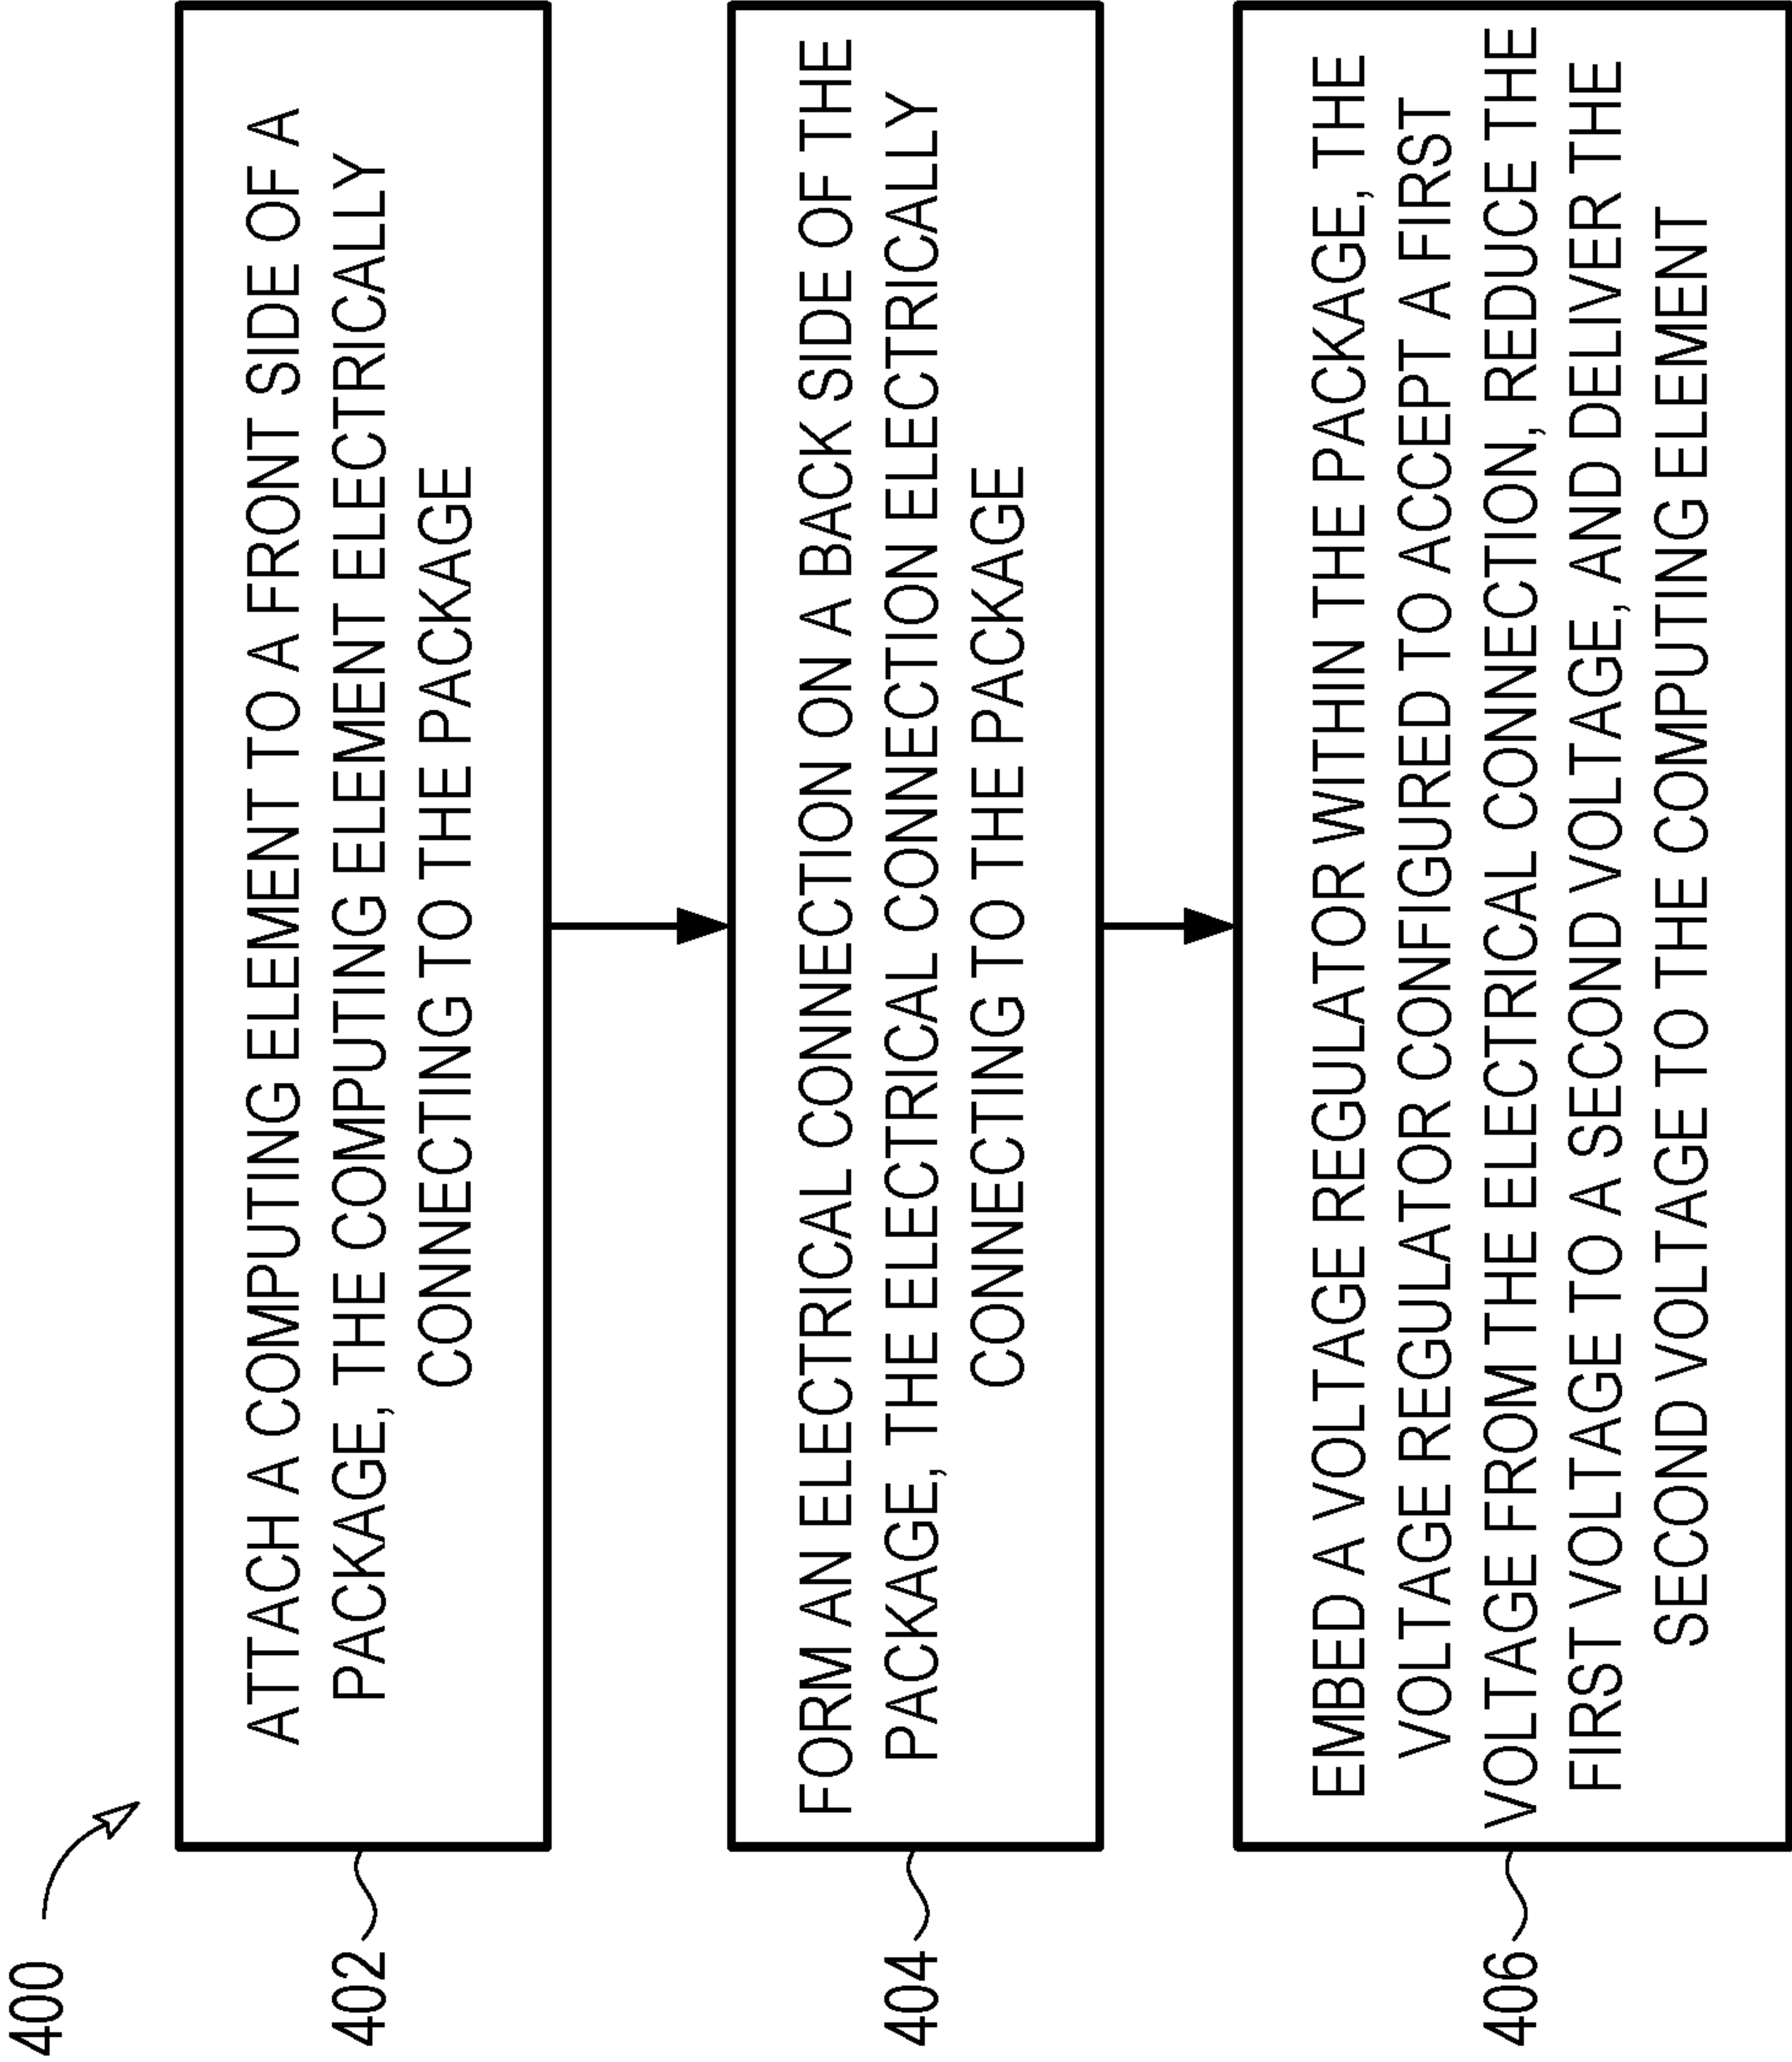 400
402
ATTACH A COMPUTING ELEMENT TO A FRONT SIDE OF A
PACKAGE, THE COMPUTING ELEMENT ELECTRICALLY
CONNECTING TO THE PACKAGE
404
FORM AN ELECTRICAL CONNECTION ON A BACK SIDE OF THE
PACKAGE, THE ELECTRICAL CONNECTION ELECTRICALLY
CONNECTING TO THE PACKAGE
406
EMBED A VOLTAGE REGULATOR WITHIN THE PACKAGE, THE
VOLTAGE REGULATOR CONFIGURED TO ACCEPT A FIRST
VOLTAGE FROM THE ELECTRICAL CONNECTION, REDUCE THE
FIRST VOLTAGE TO A SECOND VOLTAGE, AND DELIVER THE
SECOND VOLTAGE TO THE COMPUTING ELEMENT